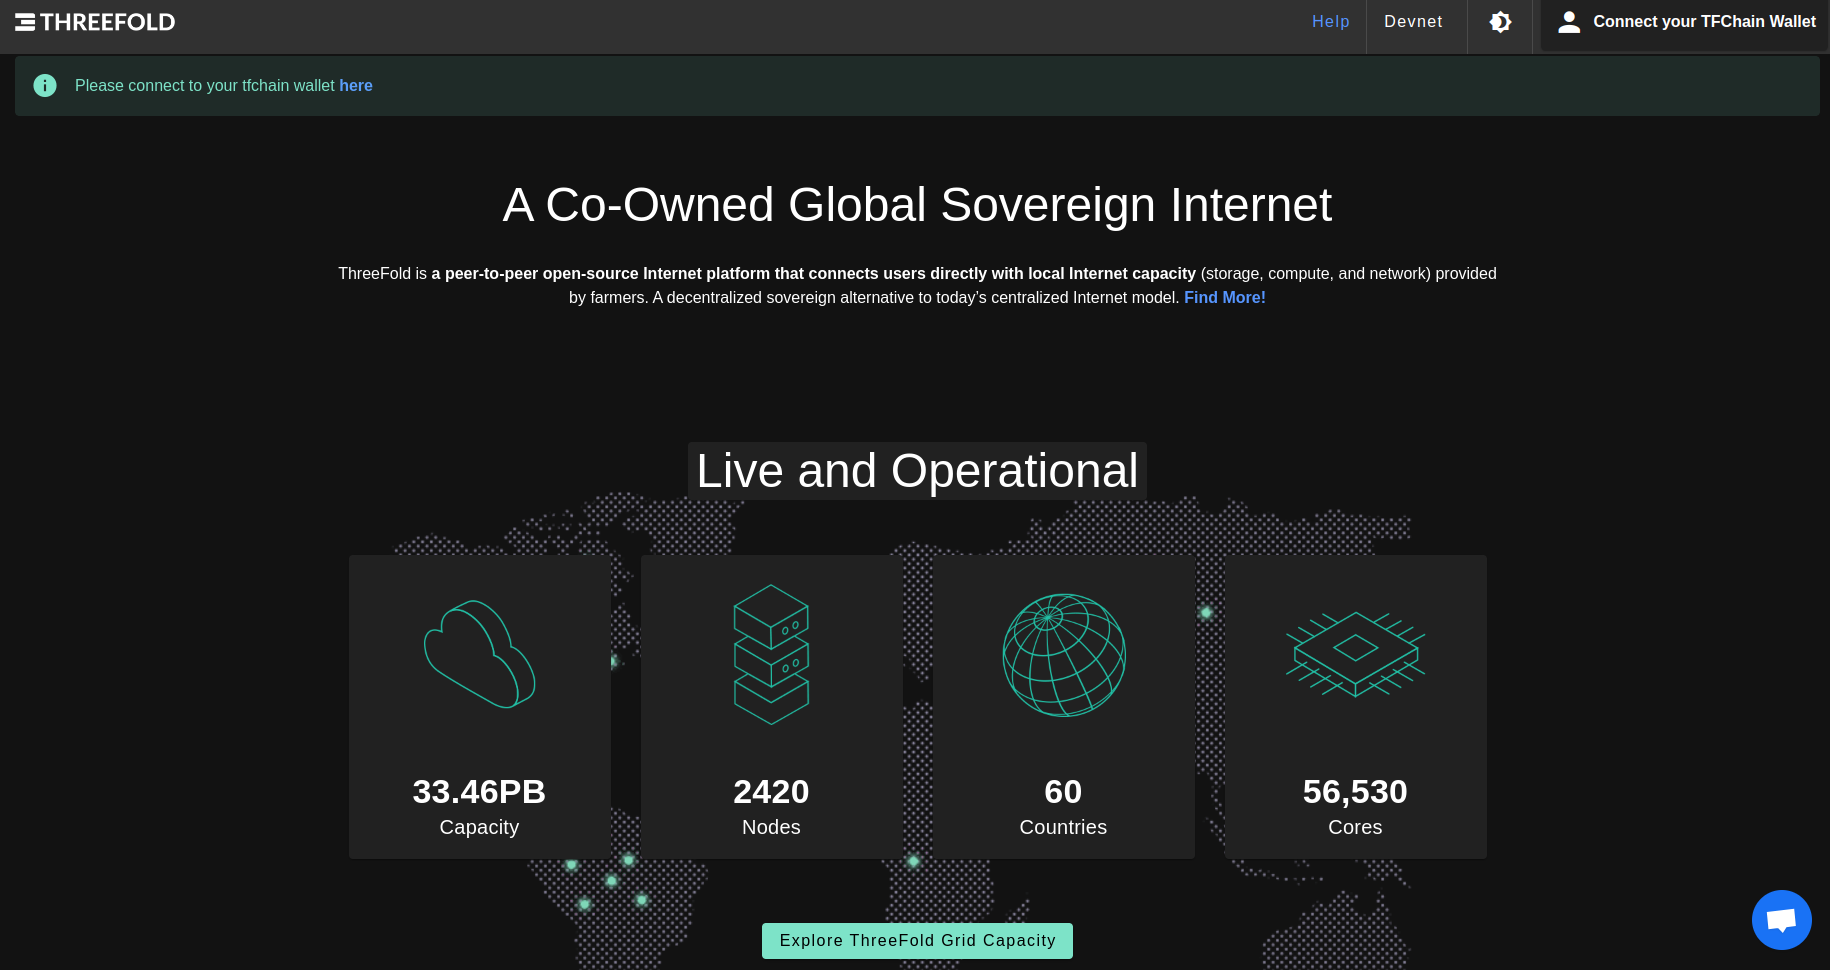 THREEFOLD
Help
Devnet
Connect your TFChain Wallet
Please connect to your tfchain wallet here
A Co-Owned Global Sovereign Internet
ThreeFold is a peer-to-peer open-source Internet platform that connects users directly with local Internet capacity (storage, compute, and network) provided
by farmers. A decentralized sovereign alternative to today’s centralized Internet model. Find More!
Live and Operational
33.46PB
Capacity
2420
Nodes
60
Countries
56,530
Cores
Explore ThreeFold Grid Capacity